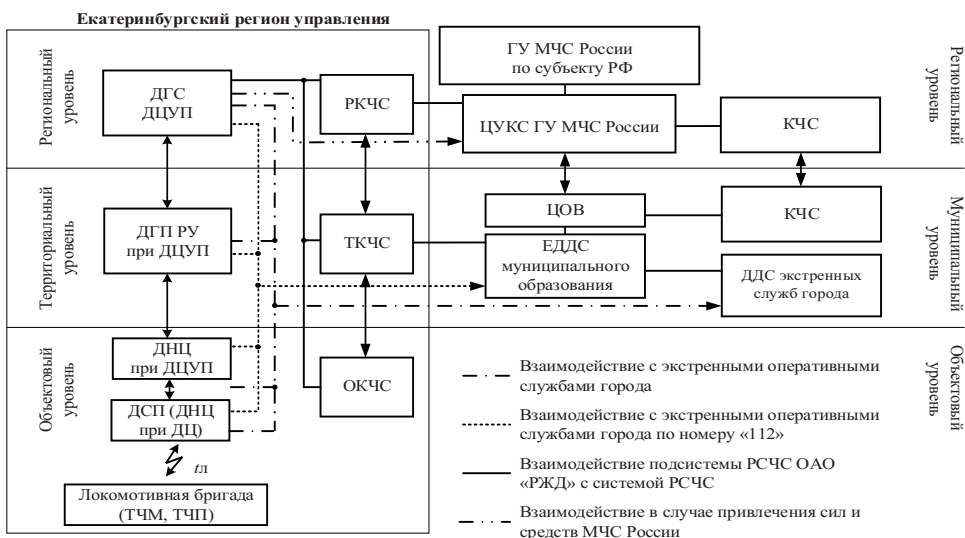 Екатеринбургский регион управления
Региональный
уровень
ДГС
ДЦУП
РКЧС
ГУ МЧС России
по субъекту РФ
ЦУКС ГУ МЧС России
КЧС
Региональный
уровень
Территориальный
уровень
ДГП РУ
при ДЦУП
ТКЧС
ЦОВ
ЕДДС
муниципального
образования
КЧС
ДДС экстренных
служб города
Муниципальный
уровень
Объектовый
уровень
ДНЦ
при ДЦУП
ДСП (ДНЦ
при ДЦ)
tл
Локомотивная бригада
(ТЧМ, ТЧП)
ОКЧС
Взаимодействие с экстренными оперативными
службами города
Взаимодействие с экстренными оперативными
службами города по номеру «112»
Взаимодействие подсистемы РСЧС ОАО
«РЖД» с системой РСЧС
Взаимодействие в случае привлечения сил и
средств МЧС России
Объектовый
уровень